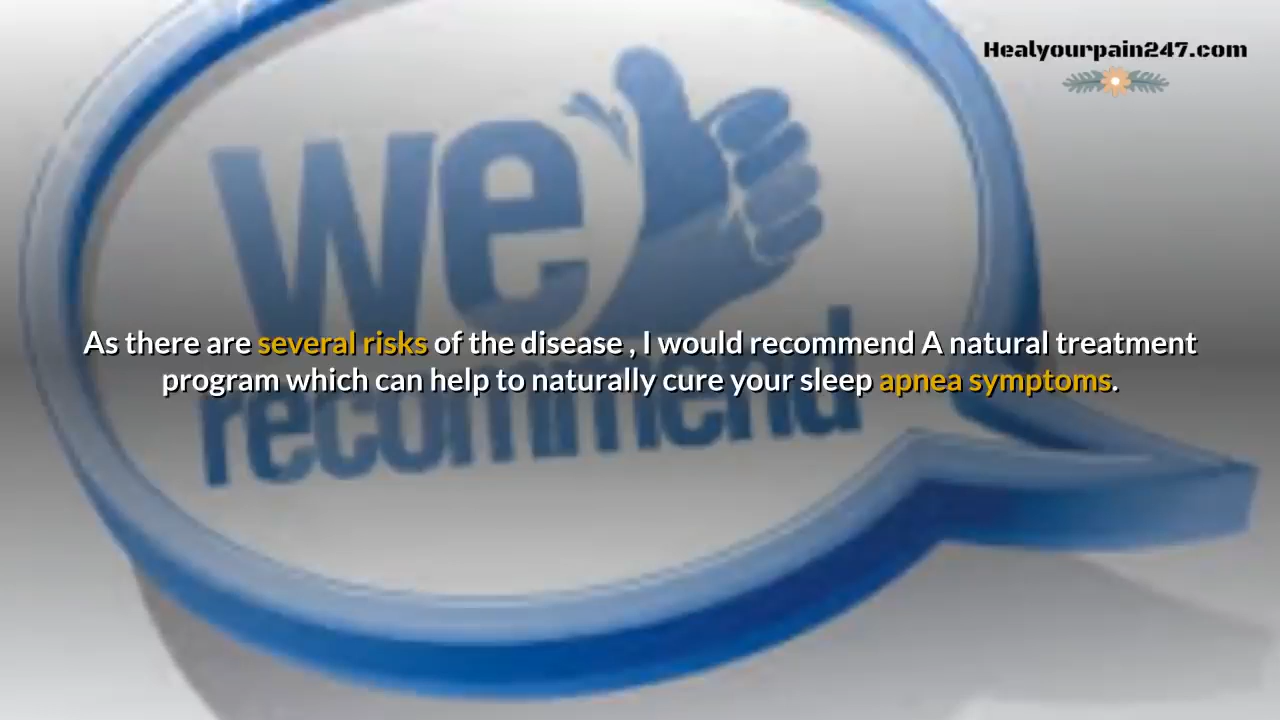 Healyourpain247.com
we
recommend
As there are several risks of the disease , I would recommend A natural treatment
program which can help to naturally cure your sleep apnea symptoms.